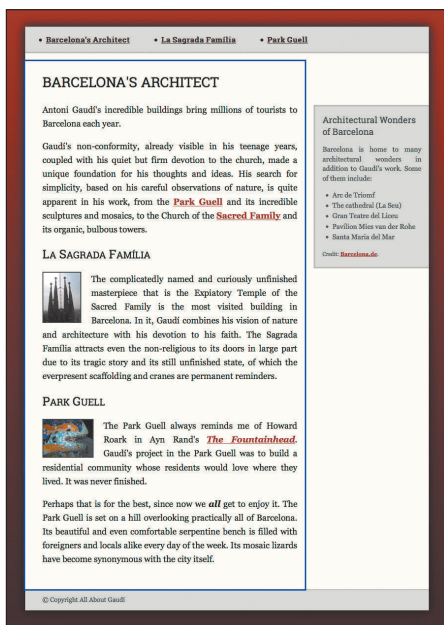 • Barcelona's Architect • La Sagrada Família • Park Guell
BARCELONA'S ARCHITECT
Antoni Gaudí's incredible buildings bring millions of tourists to
Barcelona each year.
Gaudí's non-conformity, already visible in his teenage years,
coupled with his quiet but firm devotion to the church, made a
unique foundation for his thoughts and ideas. His search for
simplicity, based on his careful observations of nature, is quite
apparent in his work, from the Park Guell and its incredible
sculptures and mosaics, to the Church of the Sacred Family and
its organic, bulbous towers.
La Sagrada Família
The complicatedly named and curiously unfinished
masterpiece that is the Expiatory Temple of the
Sacred Family is the most visited building in
Barcelona. In it, Gaudí combines his vision of nature
and architecture with his devotion to his faith. The Sagrada
Família attracts even the non-religious to its doors in large part
due to its tragic story and its still unfinished state, of which the
everpresent scaffolding and cranes are permanent reminders.
Park Guell
The Park Guell always reminds me of Howard
Roark in Ayn Rand's The Fountainhead.
Gaudí's project in the Park Guell was to build a
residential community whose residents would love where they
lived. It was never finished.
Perhaps that is for the best, since now we all get to enjoy it. The
Park Guell is set on a hill overlooking practically all of Barcelona.
Its beautiful and even comfortable serpentine bench is filled with
foreigners and locals alike every day of the week. Its mosaic lizards
have become synonymous with the city itself.
Architectural Wonders
of Barcelona
Barcelona is home to many
architectural wonders in
addition to Gaudí's work. Some
of them include:
• Arc de Triomf
• The cathedral (La Seu)
• Gran Teatre del Liceu
• Pavilion Mies van der Rohe
• Santa Maria del Mar
Credit: Barcelona.de.
© Copyright All About Gaudí